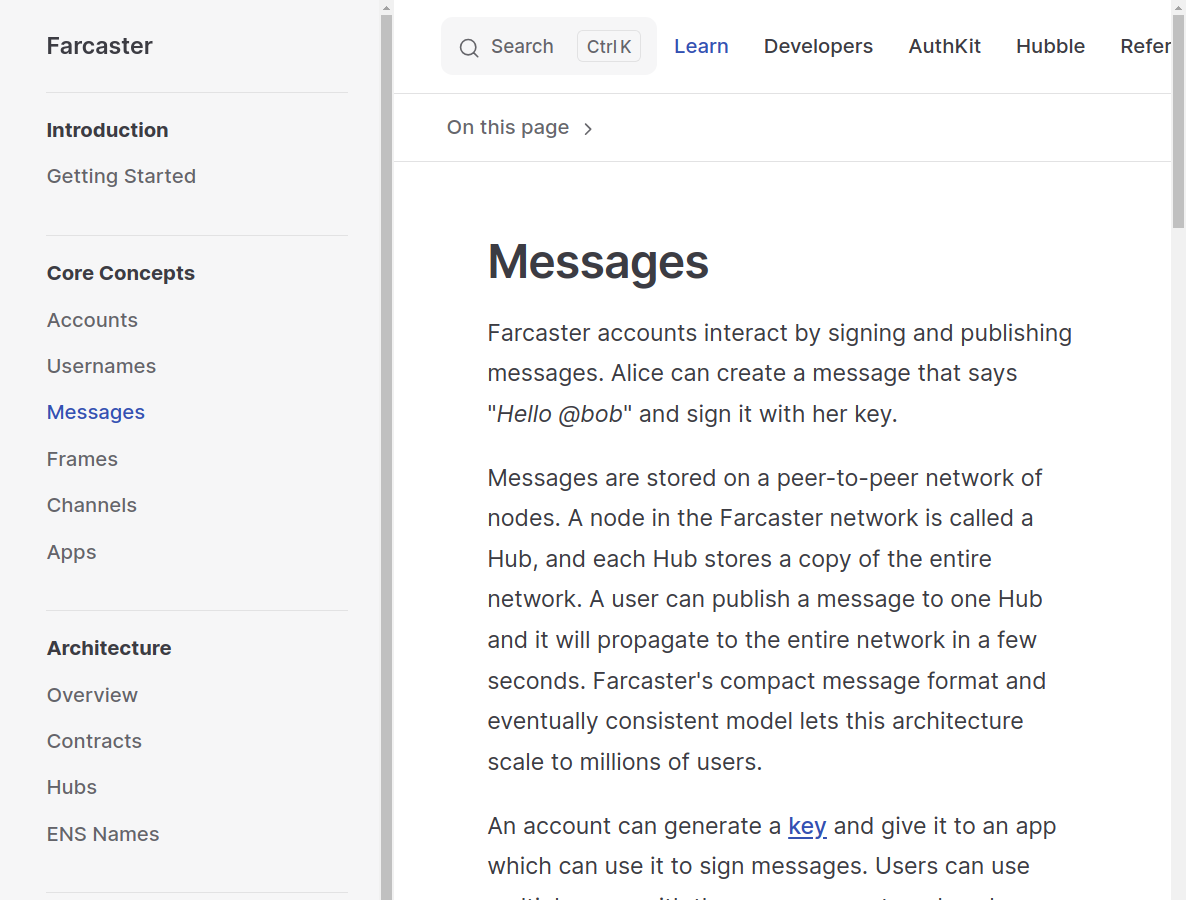 Farcaster
Introduction
Getting Started
Core Concepts
Accounts
Usernames
Messages
Frames
Channels
Apps
Architecture
Overview
Contracts
Hubs
ENS Names
Search Ctrl K Learn Developers AuthKit Hubble Refer
On this page
Messages
Farcaster accounts interact by signing and publishing
messages. Alice can create a message that says
"Hello @bob" and sign it with her key.
Messages are stored on a peer-to-peer network of
nodes. A node in the Farcaster network is called a
Hub, and each Hub stores a copy of the entire
network. A user can publish a message to one Hub
and it will propagate to the entire network in a few
seconds. Farcaster's compact message format and
eventually consistent model lets this architecture
scale to millions of users.
An account can generate a key and give it to an app
which can use it to sign messages. Users can use